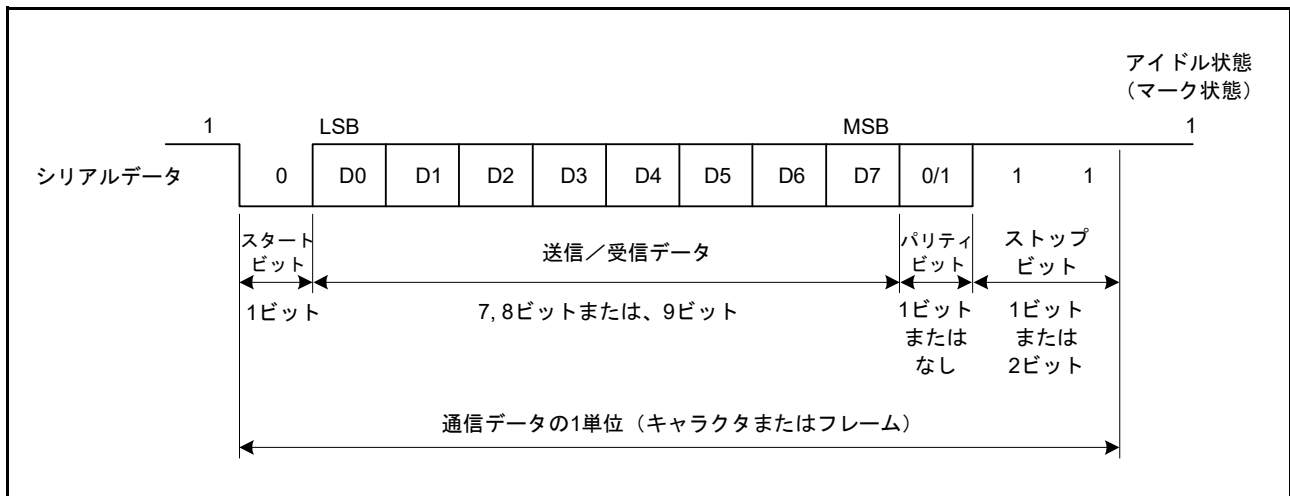 アイドル状態
（マーク状態）
1 LSB MSB 1
シリアルデータ 0 D0 D1 D2 D3 D4 D5 D6 D7 0/1 1 1
スタート
ビット
送信／受信データ
パリティ
ビット
ストップ
ビット
1ビット
7, 8ビットまたは、9ビット
1ビット
または
なし
1ビット
または
2ビット
通信データの1単位（キャラクタまたはフレーム）